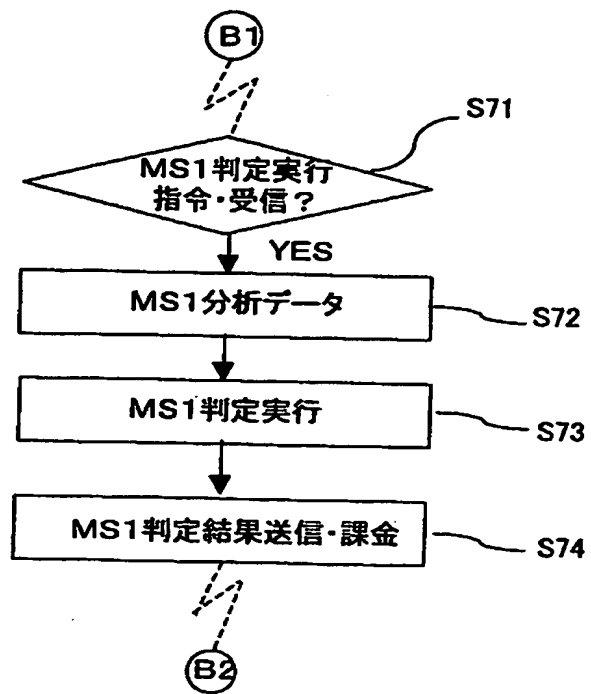 B1
S71
MS1判定実行
指令・受信?
YES
MS1分析データ
S72
MS1判定実行
S73
MS1判定結果送信・課金
S74
B2